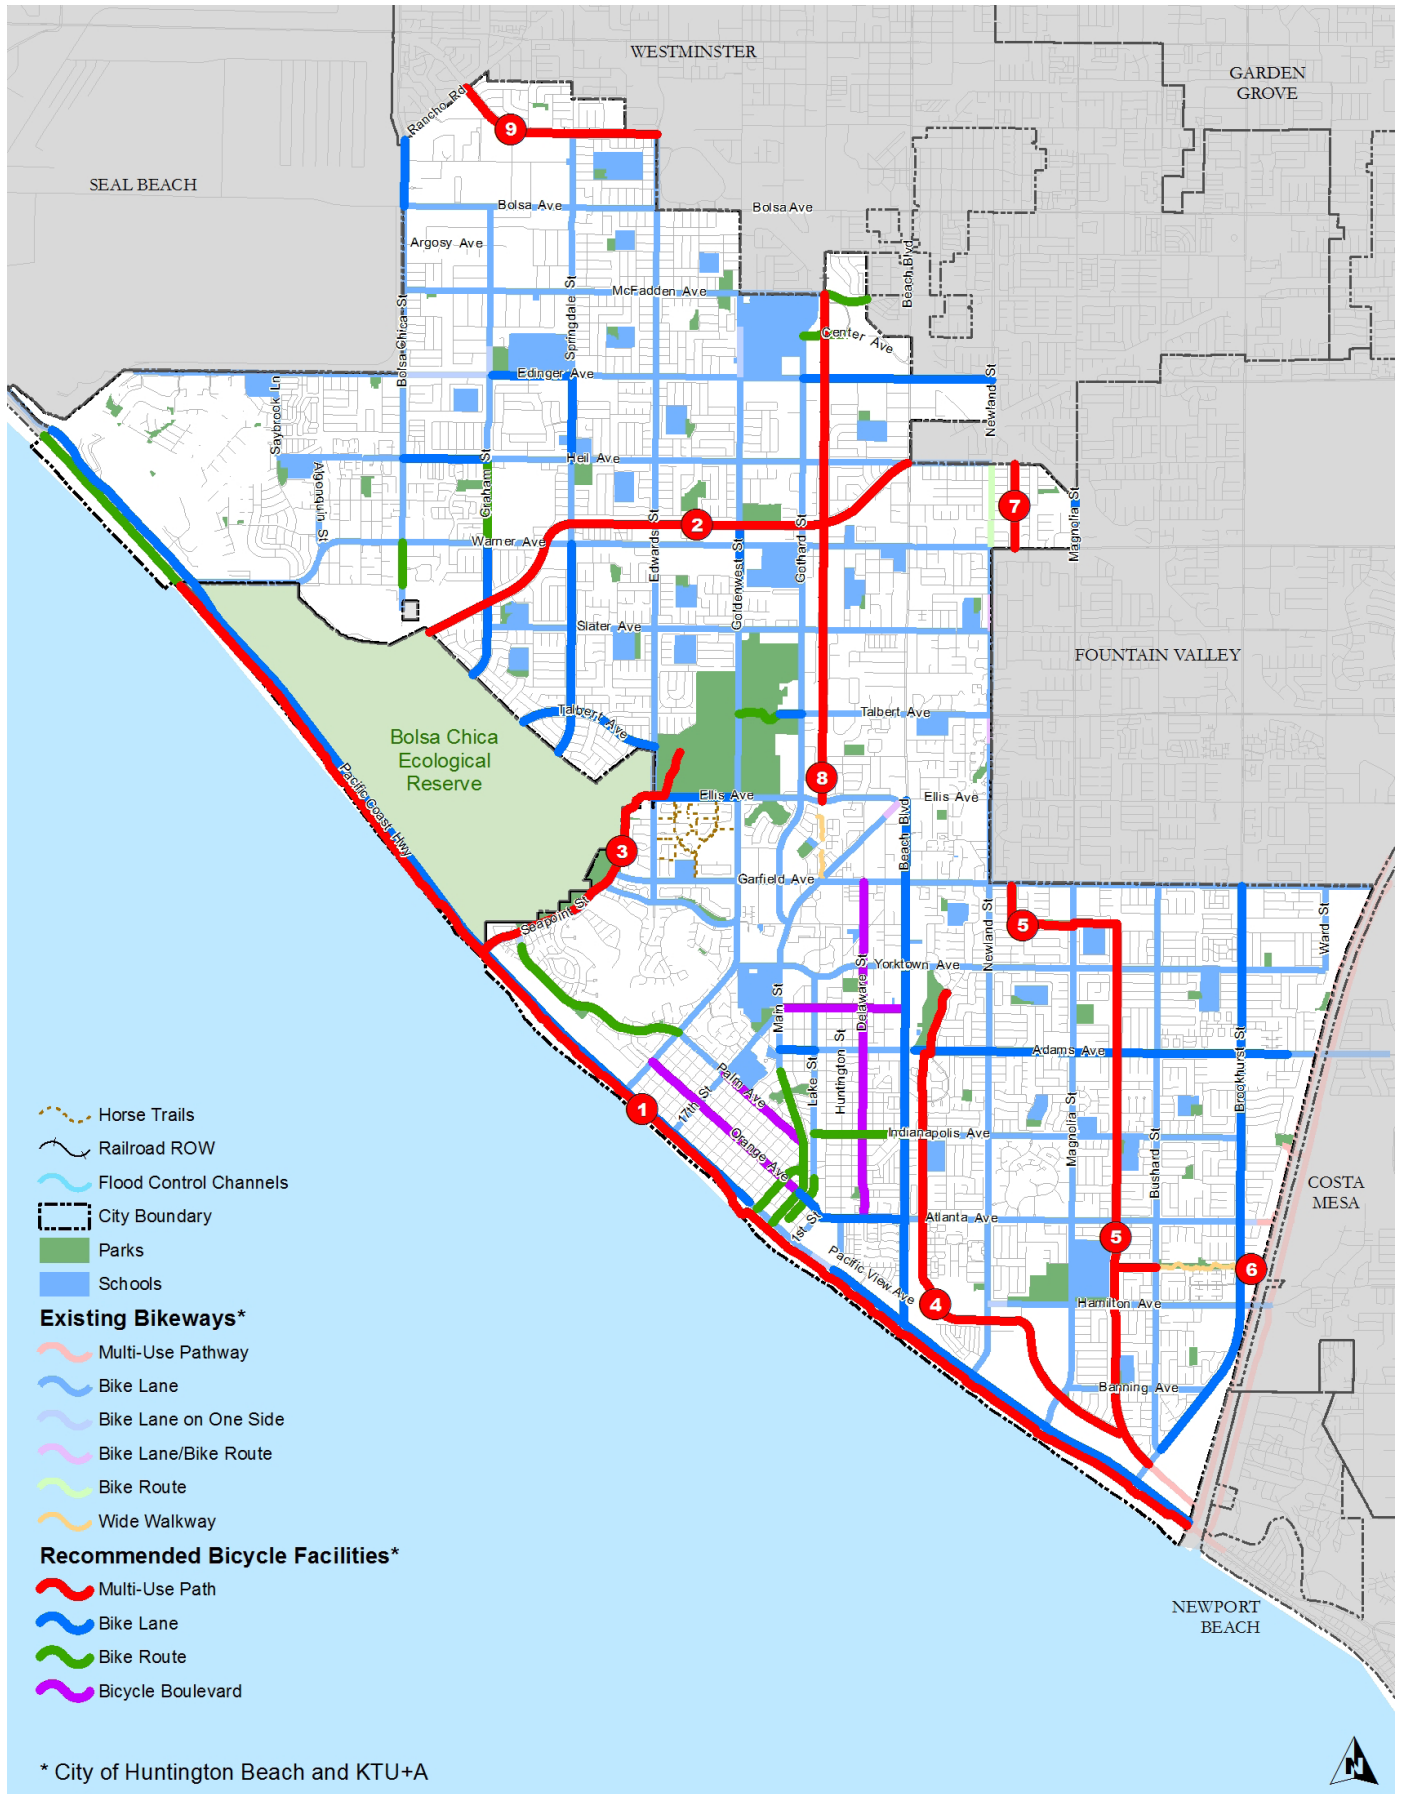 WESTMINSTER
GARDEN
GROVE
Rancho Rd
9
SEAL BEACH
Bolsa Ave
Bolsa Ave
Argosy Ave
Beach Blvd
Springdale St
McFadden Ave
Bolsa Chica St
Center Ave
Edinger Ave
Saybrook Ln
Newland St
Heil Ave
Algonquin St
Graham St
7
Magnolia St
2
Edwards St
Gothard St
Goldenwest St
Warner Ave
Slater Ave
FOUNTAIN VALLEY
Talbert Ave
Talbert Ave
Bolsa Chica
Ecological
Reserve
8
Pacific Coast Hwy
Ellis Ave
Ellis Ave
Beach Blvd
3
Garfield Ave
Seapoint St
5
Newland St
Ward St
Yorktown Ave
Delaware St
Main St
Adams Ave
Brookhurst St
Huntington St
Lake St
Palm Ave
17th St
1
Magnolia St
Indianapolis Ave
Orange Ave
Bushard St
COSTA
MESA
Atlanta Ave
1st St
5
Pacific View Ave
6
4
Hamilton Ave
Banning Ave
NEWPORT
BEACH
Horse Trails
Railroad ROW
Flood Control Channels
City Boundary
Parks
Schools
Existing Bikeways*
Multi-Use Pathway
Bike Lane
Bike Lane on One Side
Bike Lane/Bike Route
Bike Route
Wide Walkway
Recommended Bicycle Facilities*
Multi-Use Path
Bike Lane
Bike Route
Bicycle Boulevard
* City of Huntington Beach and KTU+A
N